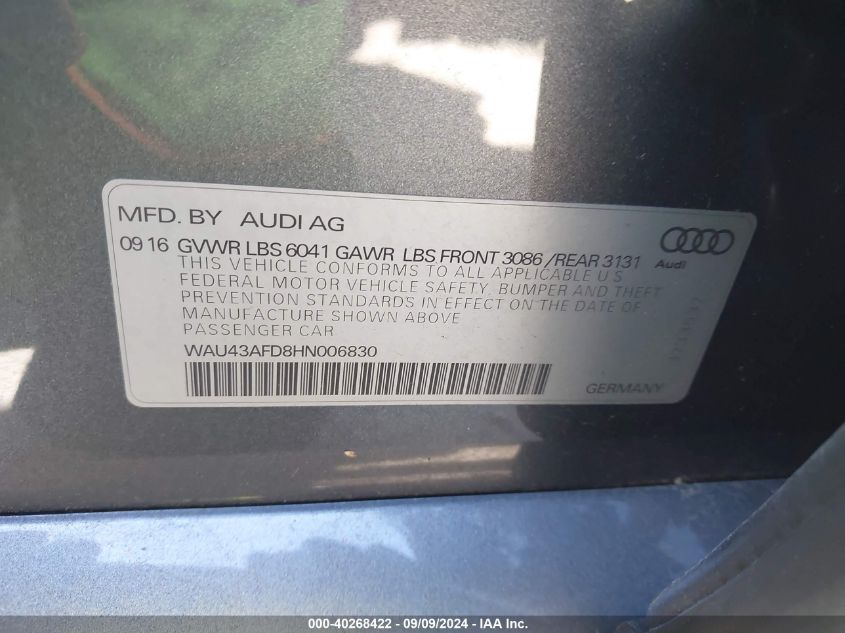 MFD. BY AUDI AG
09 16 GVWR LBS 6041 GAWR LBS FRONT 3086 /REAR 3131
Audi
THIS VEHICLE CONFORMS TO ALL APPLICABLE U S
FEDERAL MOTOR VEHICLE SAFETY, BUMPER AND THEFT
PREVENTION STANDARDS IN EFFECT ON THE DATE OF
MANUFACTURE SHOWN ABOVE
PASSENGER CAR
WAU43AFD8HN006830
GERMANY
000-40268422 - 09/09/2024 - IAA Inc.